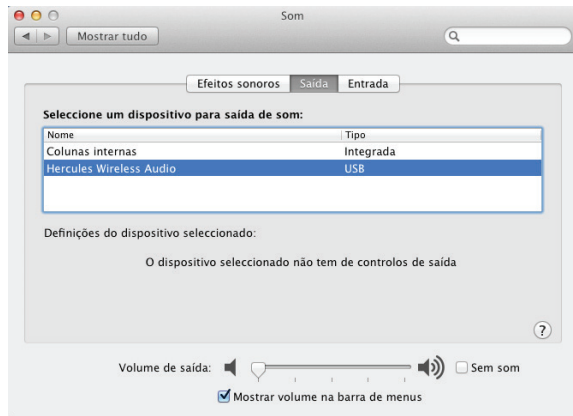 Som
Mostrar tudo
Efeitos sonoros Saída Entrada
Seleccione um dispositivo para saída de som:
Nome Tipo
Colunas internas Integrada
Hercules Wireless Audio USB
Definições do dispositivo seleccionado:
O dispositivo seleccionado não tem de controlos de saída
?
Volume de saída: Sem som
Mostrar volume na barra de menus